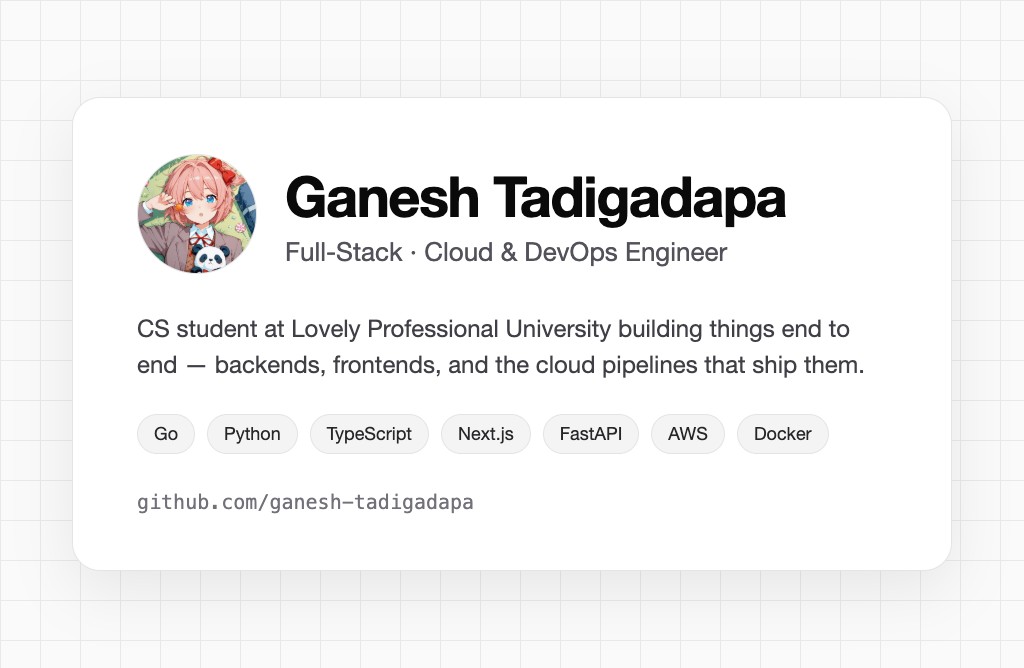 Ganesh Tadigadapa
Full-Stack · Cloud & DevOps Engineer
CS student at Lovely Professional University building things end to
end — backends, frontends, and the cloud pipelines that ship them.
Go Python TypeScript Next.js FastAPI AWS Docker
github.com/ganesh-tadigadapa